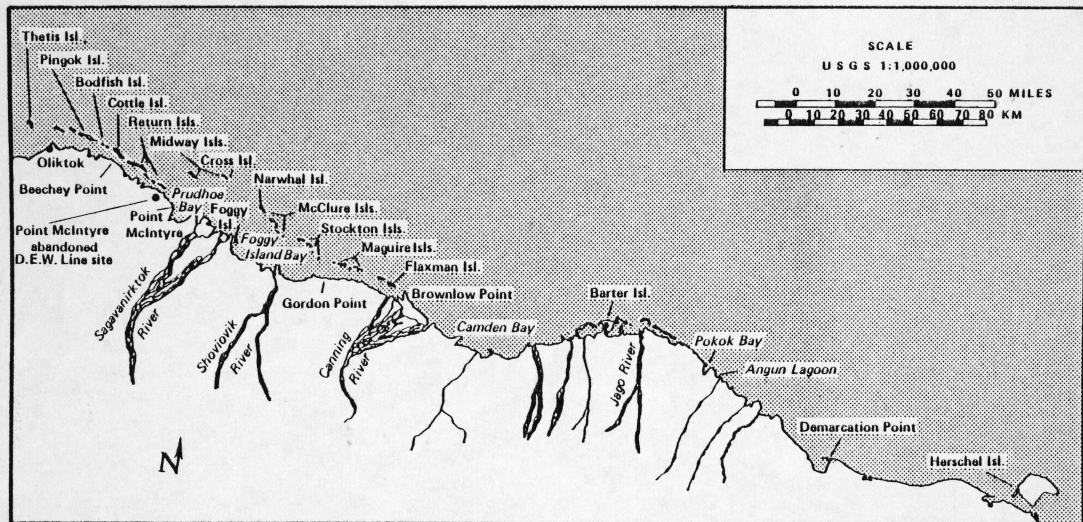 SCALE
USGS 1:1,000,000
0 10 20 30 40 50 MILES
0 10 20 30 40 50 60 70 80 KM
Thetis Isl.
Pingok Isl.
Bodfish Isl.
Cottle Isl.
Return Isls.
Midway Isls.
Cross Isl.
Narwhal Isl.
McClure Isls.
Stockton Isls.
Maguire Isls.
Flaxman Isl.
Oliktok
Beechey Point
Prudhoe
Bay
Point McIntyre
abandoned
D.E.W. Line site
Point
McIntyre
Foggy
Isl.
Foggy
Island Bay
Gordon Point
Brownlow Point
Sagavanirktok
River
Shoviovik
River
Canning
River
Camden Bay
Barter Isl.
Jago River
Pokok Bay
Angun Lagoon
Demarcation Point
Herschel Isl.
N